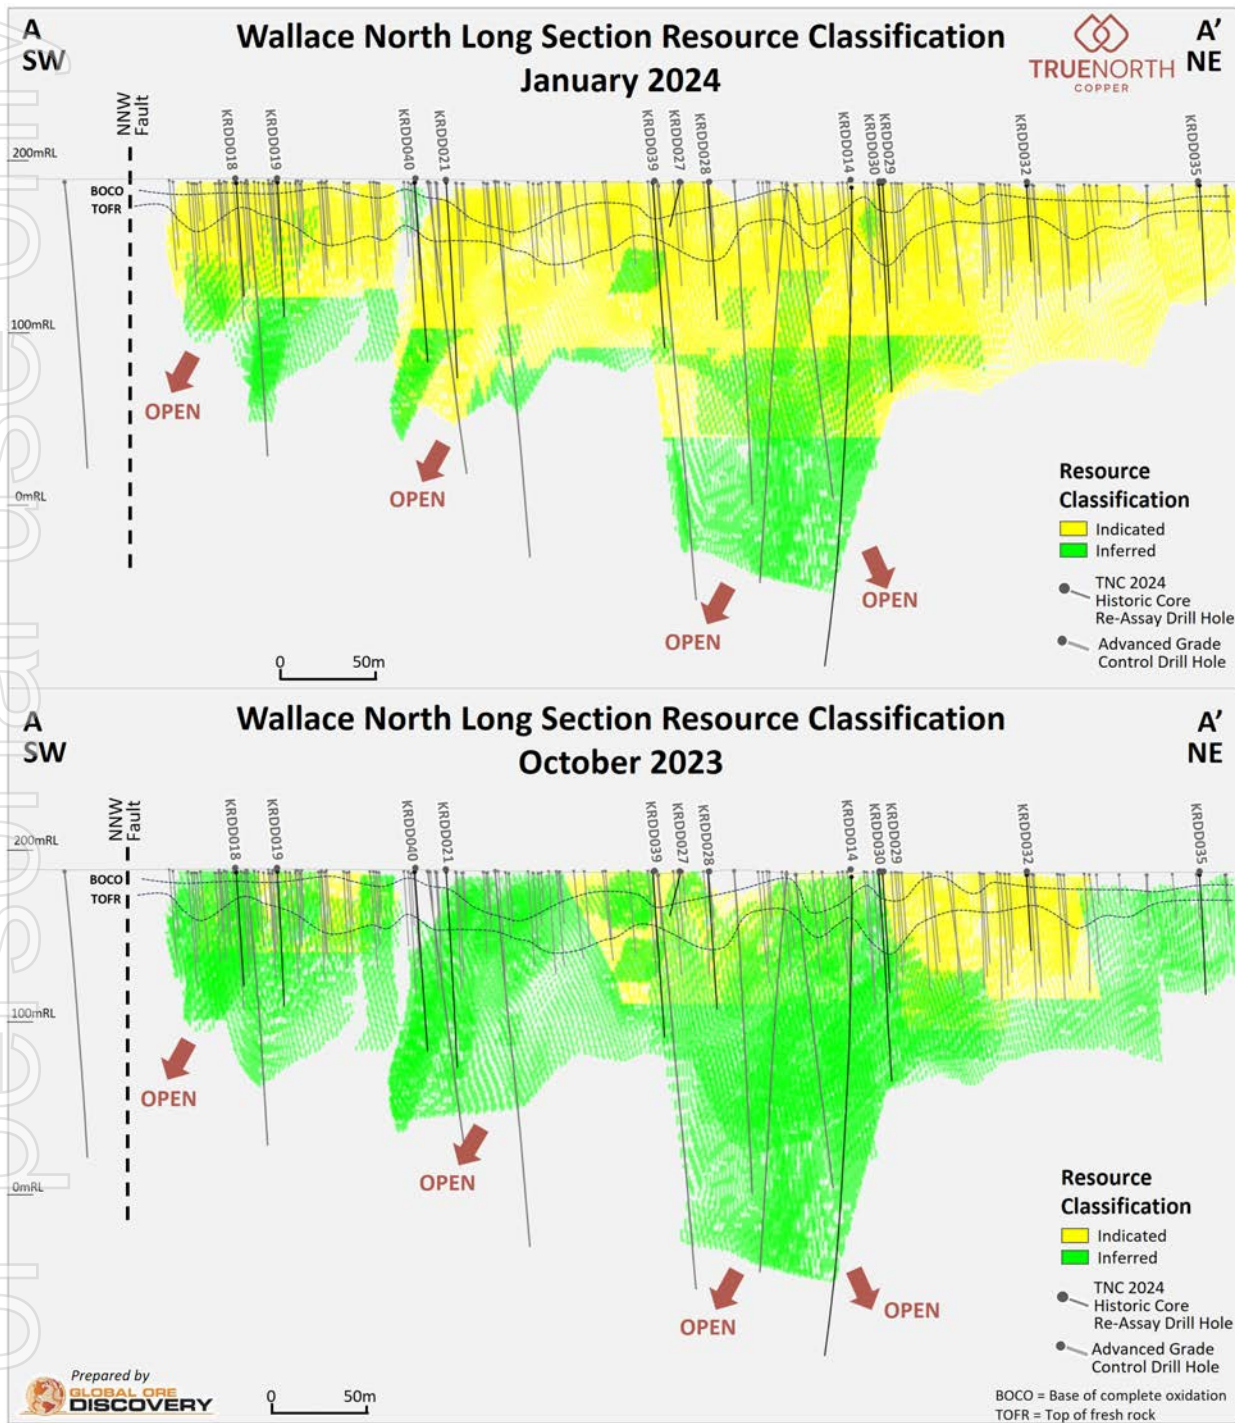 A
SW
Wallace North Long Section Resource Classification
January 2024
TRUENORTH
COPPER
A'
NE
NNW
Fault
KRDD018
KRDD019
KRDD040
KRDD021
KRDD039
KRDD027
KRDD028
KRDD014
KRDD030
KRDD029
KRDD032
KRDD035
200mRL
BOCO
TOFR
100mRL
OPEN
OPEN
0mRL
OPEN
OPEN
Resource
Classification
Indicated
Inferred
TNC 2024
Historic Core
Re-Assay Drill Hole
Advanced Grade
Control Drill Hole
0 50m
A
SW
Wallace North Long Section Resource Classification
October 2023
A'
NE
NNW
Fault
KRDD018
KRDD019
KRDD040
KRDD021
KRDD039
KRDD027
KRDD028
KRDD014
KRDD030
KRDD029
KRDD032
KRDD035
200mRL
BOCO
TOFR
100mRL
OPEN
OPEN
0mRL
OPEN
OPEN
Resource
Classification
Indicated
Inferred
TNC 2024
Historic Core
Re-Assay Drill Hole
Advanced Grade
Control Drill Hole
BOCO = Base of complete oxidation
TOFR = Top of fresh rock
Prepared by
GLOBAL ORE
DISCOVERY
0 50m
For personal use only